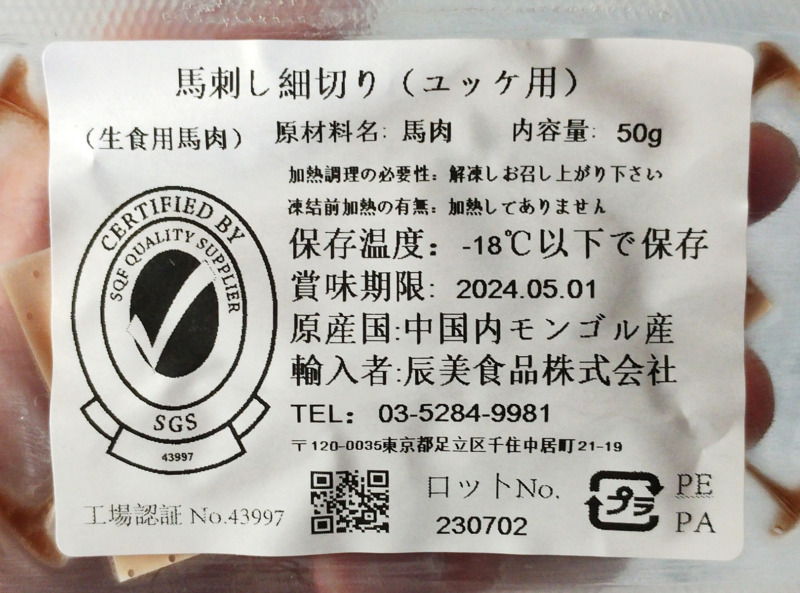 馬刺し細切り（ユッケ用）
（生食用馬肉） 原材料名: 馬肉 内容量: 50g
加熱調理の必要性: 解凍しお召し上がり下さい
凍結前加熱の有無: 加熱してありません
保存温度: -18℃以下で保存
賞味期限: 2024.05.01
原産国:中国内モンゴル産
輸入者:辰美食品株式会社
TEL: 03-5284-9981
〒120-0035東京都足立区千住中居町21-19
CERTIFIED BY
SQF QUALITY SUPPLIER
SGS
43997
工場認証 No.43997
ロットNo.
230702
プラ
PE
PA